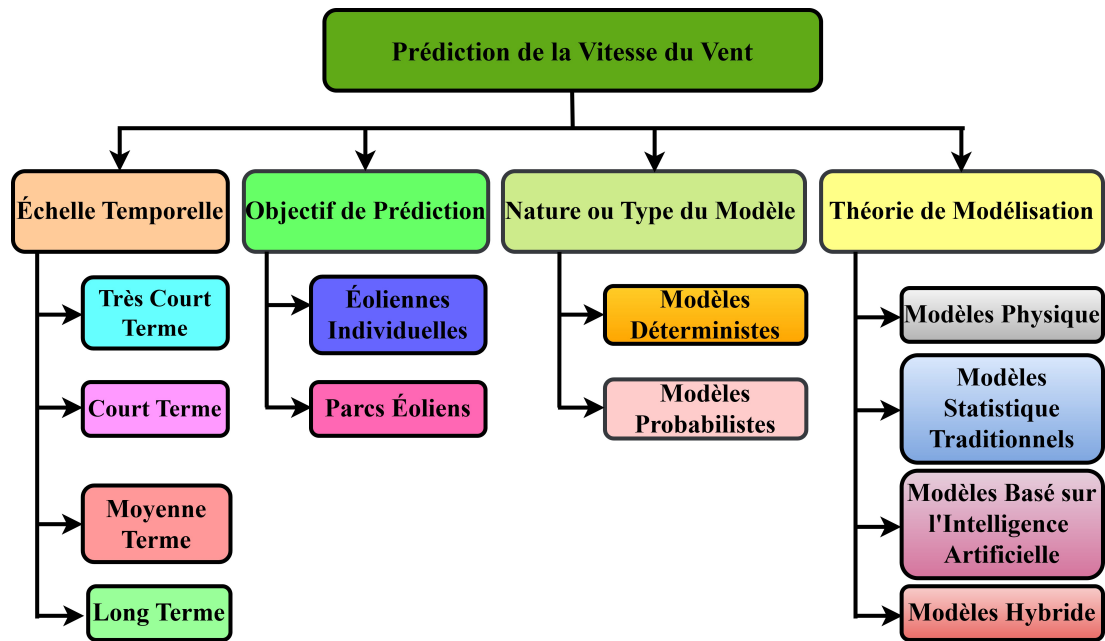 Prédiction de la Vitesse du Vent
Échelle Temporelle
Très Court
Terme
Court Terme
Moyenne
Terme
Long Terme
Objectif de Prédiction
Éoliennes
Individuelles
Parcs Éoliens
Nature ou Type du Modèle
Modèles
Déterministes
Modèles
Probabilistes
Théorie de Modélisation
Modèles Physique
Modèles
Statistique
Traditionnels
Modèles Basé sur
l'Intelligence
Artificielle
Modèles Hybride